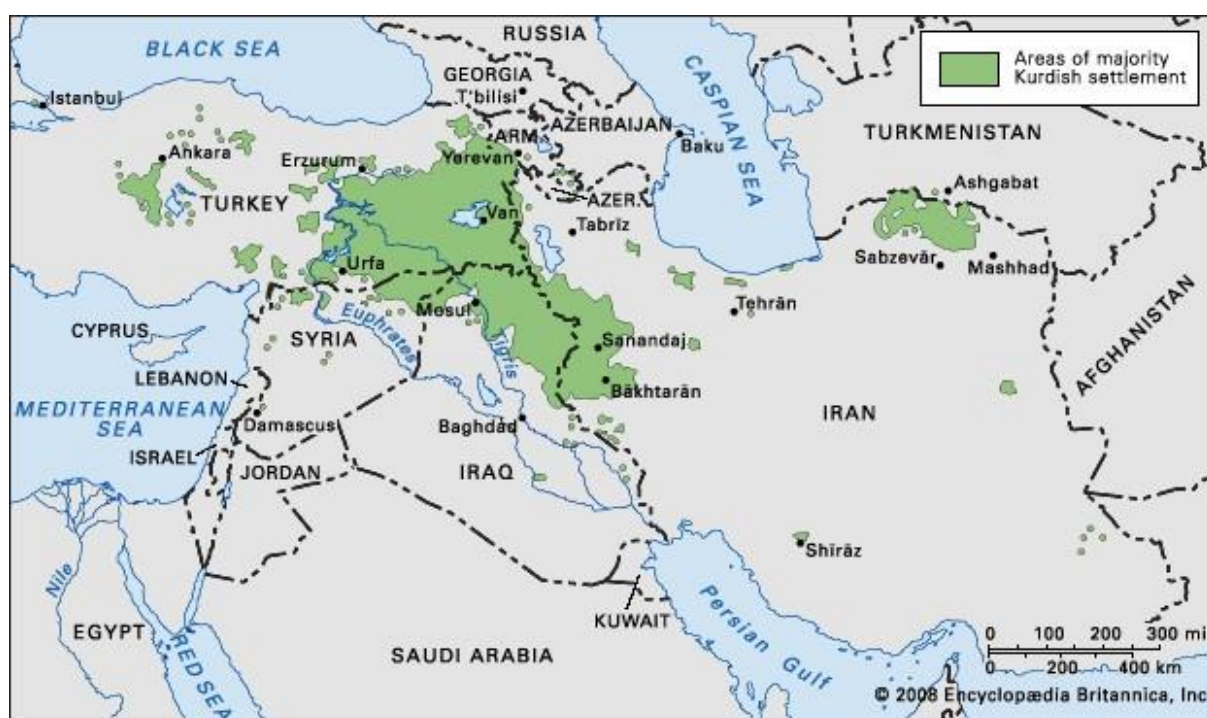 RUSSIA
BLACK SEA
GEORGIA
T'bilisi
CASPIAN SEA
Areas of majority
Kurdish settlement
Istanbul
ARM.
AZERBAIJAN
Baku
TURKMENISTAN
Ankara
Erzurum
Yerevan
AZER.
Ashgabat
TURKEY
Van
Tabrīz
Sabzevār
Mashhad
Urfa
Mosul
Tehrān
CYPRUS
SYRIA
Euphrates
Tigris
Sanandaj
AFGHANISTAN
LEBANON
Bākhtarān
MEDITERRANEAN
SEA
Damascus
Baghdād
IRAN
ISRAEL
JORDAN
IRAQ
Shīrāz
Nile
EGYPT
RED SEA
KUWAIT
Persian Gulf
SAUDI ARABIA
0 100 200 300 mi
0 200 400 km
© 2008 Encyclopædia Britannica, Inc